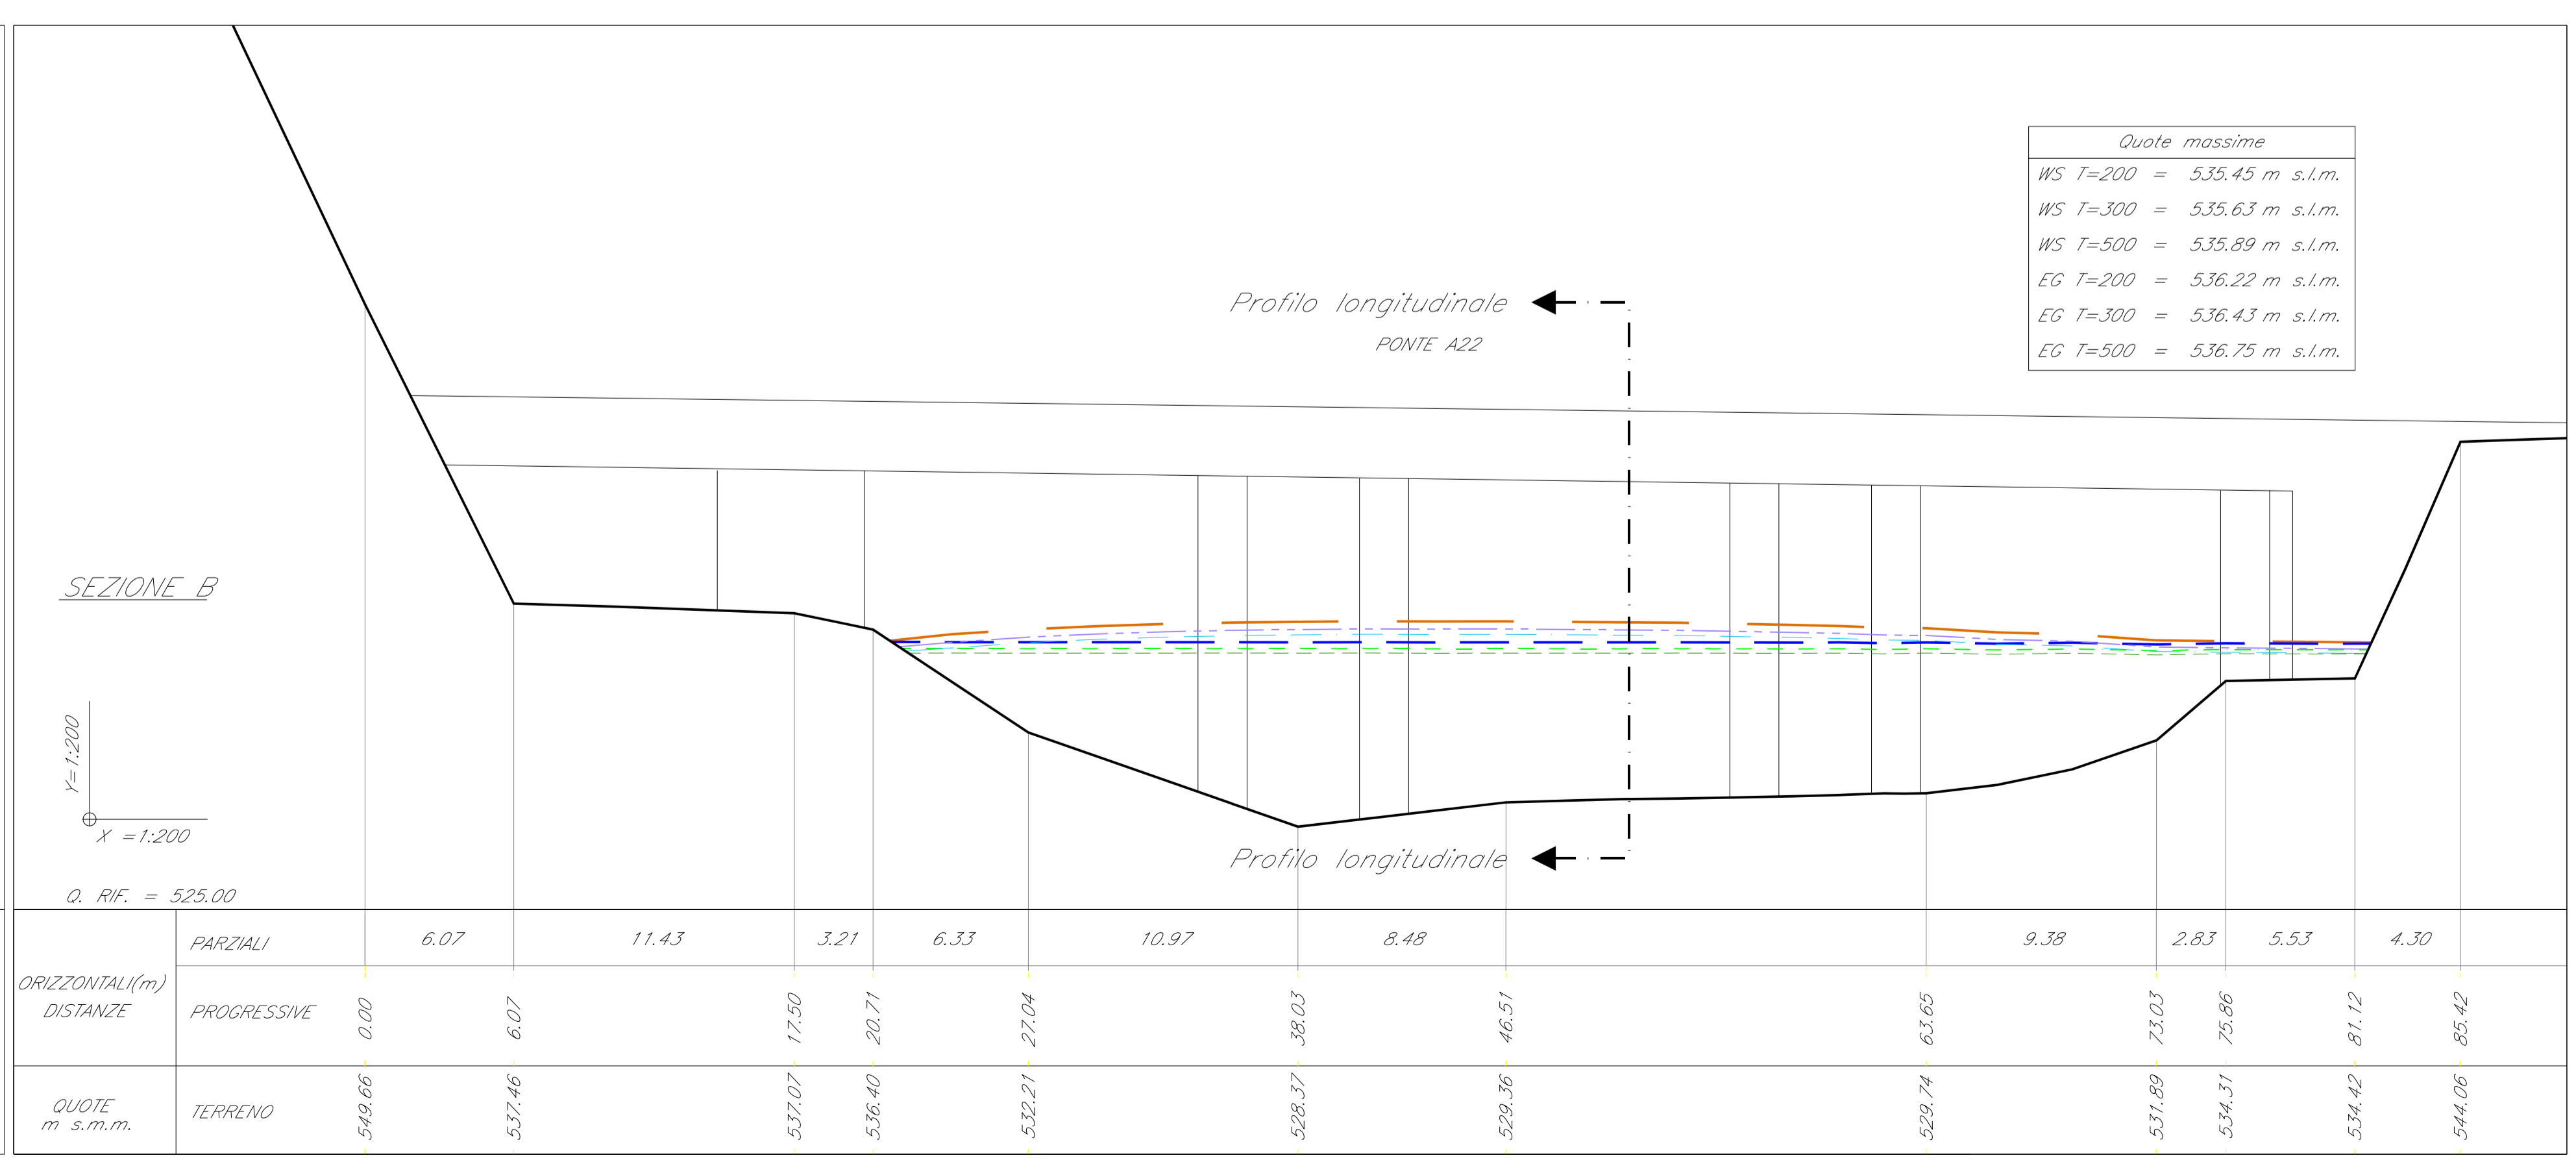 Quote massime
WS T=200 = 535.45 m s.l.m.
WS T=300 = 535.63 m s.l.m.
WS T=500 = 535.89 m s.l.m.
EG T=200 = 536.22 m s.l.m.
EG T=300 = 536.43 m s.l.m.
EG T=500 = 536.75 m s.l.m.
Profilo longitudinale
PONTE A22
SEZIONE B
Y=1:200
X =1:200
Profilo longitudinale
Q. RIF. = 525.00
PARZIALI 6.07 11.43 3.21 6.33 10.97 8.48 9.38 2.83 5.53 4.30
ORIZZONTALI(m)
DISTANZE
PROGRESSIVE 0.00 6.07 17.50 20.71 27.04 38.03 46.51 63.65 73.03 75.86 81.12 85.42
QUOTE
m s.m.m.
TERRENO 549.66 537.46 537.07 536.40 532.21 528.37 529.36 529.74 531.89 534.31 534.42 544.06